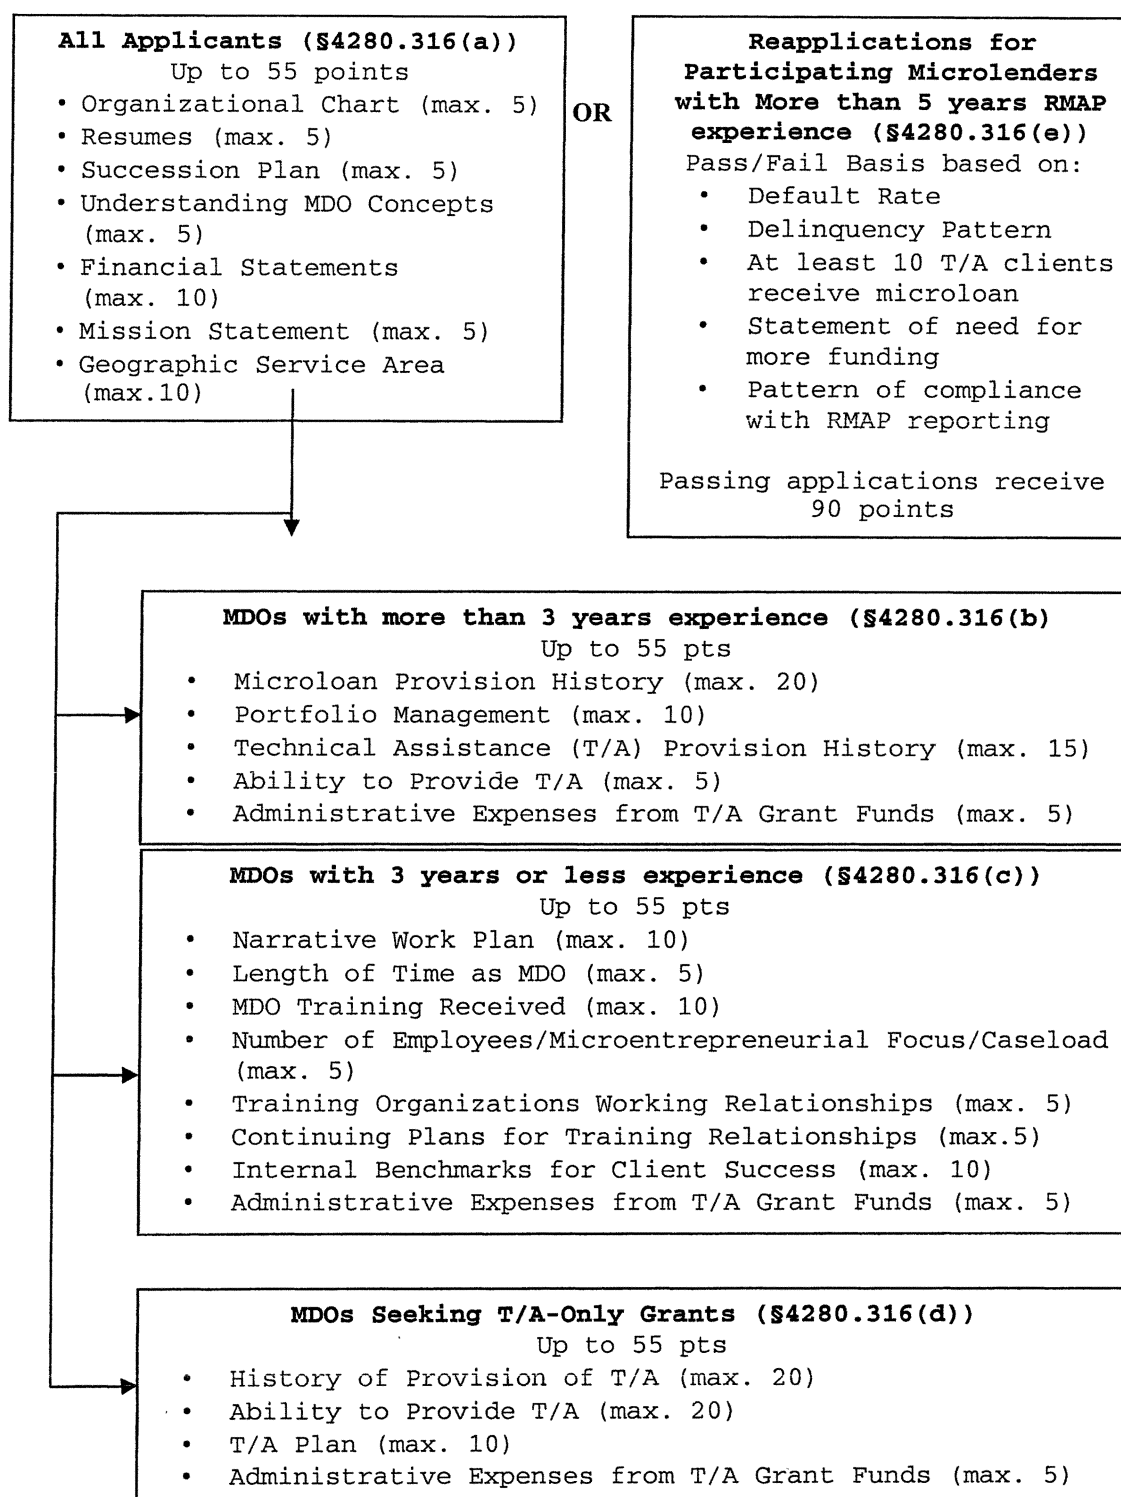 All Applicants (§4280.316(a))
Up to 55 points
• Organizational Chart (max. 5)
• Resumes (max. 5)
• Succession Plan (max. 5)
• Understanding MDO Concepts
(max. 5)
• Financial Statements
(max. 10)
• Mission Statement (max. 5)
• Geographic Service Area
(max.10)
OR
Reapplications for
Participating Microlenders
with More than 5 years RMAP
experience (§4280.316(e))
Pass/Fail Basis based on:
• Default Rate
• Delinquency Pattern
• At least 10 T/A clients
receive microloan
• Statement of need for
more funding
• Pattern of compliance
with RMAP reporting
Passing applications receive
90 points
MDOs with more than 3 years experience (§4280.316(b)
Up to 55 pts
• Microloan Provision History (max. 20)
• Portfolio Management (max. 10)
• Technical Assistance (T/A) Provision History (max. 15)
• Ability to Provide T/A (max. 5)
• Administrative Expenses from T/A Grant Funds (max. 5)
MDOs with 3 years or less experience (§4280.316(c))
Up to 55 pts
• Narrative Work Plan (max. 10)
• Length of Time as MDO (max. 5)
• MDO Training Received (max. 10)
• Number of Employees/Microentrepreneurial Focus/Caseload
(max. 5)
• Training Organizations Working Relationships (max. 5)
• Continuing Plans for Training Relationships (max.5)
• Internal Benchmarks for Client Success (max. 10)
• Administrative Expenses from T/A Grant Funds (max. 5)
MDOs Seeking T/A-Only Grants (§4280.316(d))
Up to 55 pts
• History of Provision of T/A (max. 20)
• Ability to Provide T/A (max. 20)
• T/A Plan (max. 10)
• Administrative Expenses from T/A Grant Funds (max. 5)